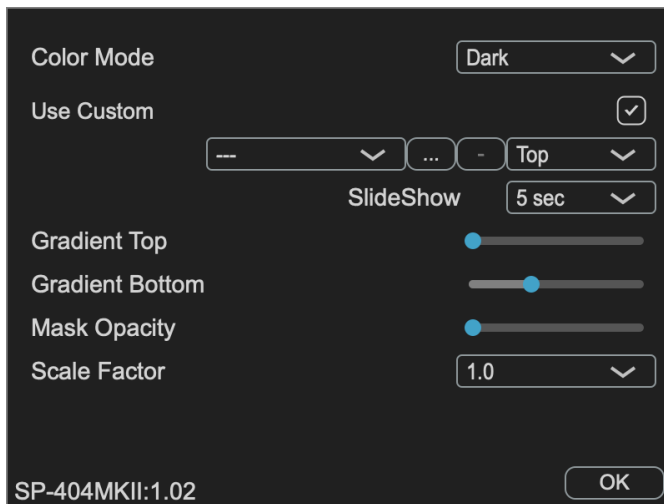 Color Mode Dark
Use Custom
--- ... - Top
SlideShow 5 sec
Gradient Top
Gradient Bottom
Mask Opacity
Scale Factor 1.0
SP-404MKII:1.02 OK